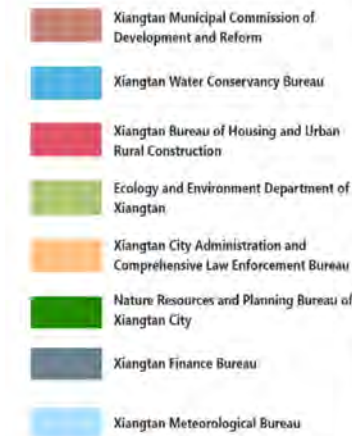 Xiangtan Municipal Commission of
Development and Reform
Xiangtan Water Conservancy Bureau
Xiangtan Bureau of Housing and Urban
Rural Construction
Ecology and Environment Department of
Xiangtan
Xiangtan City Administration and
Comprehensive Law Enforcement Bureau
Nature Resources and Planning Bureau of
Xiangtan City
Xiangtan Finance Bureau
Xiangtan Meteorological Bureau